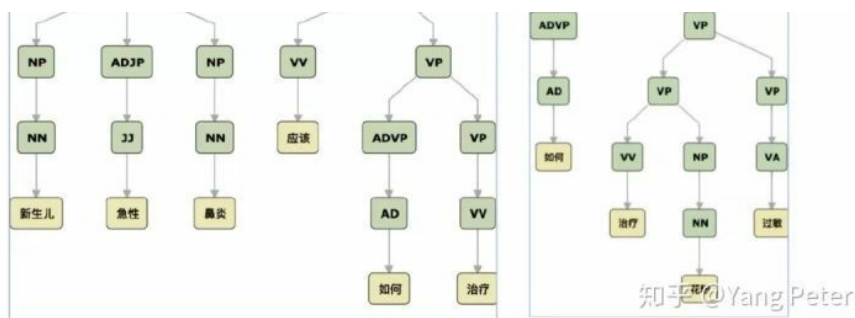 NP ADJP NP VV VP
NN JJ NN 应该 ADVP VP
新生儿 急性 鼻炎 AD VV
如何 治疗
ADVP VP
AD VP VP
如何 VV NP VA
治疗 NN 过敏
知乎 @Yang Peter